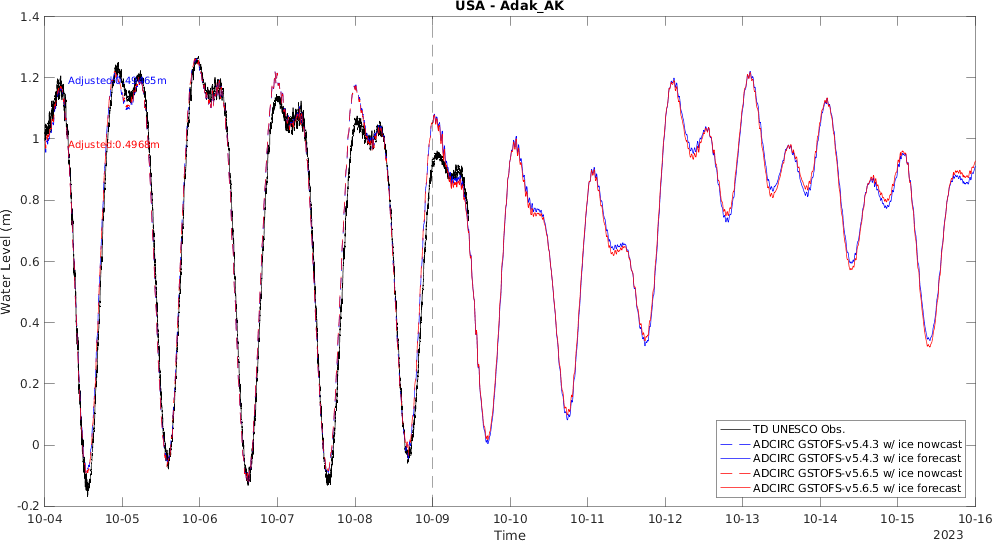 USA - Adak_AK
1.4
1.2
1
0.8
0.6
0.4
0.2
0
-0.2
Water Level (m)
Adjusted:0.4965m
Adjusted:0.4968m
TD UNESCO Obs.
ADCIRC GSTOFS-v5.4.3 w/ ice nowcast
ADCIRC GSTOFS-v5.4.3 w/ ice forecast
ADCIRC GSTOFS-v5.6.5 w/ ice nowcast
ADCIRC GSTOFS-v5.6.5 w/ ice forecast
10-04 10-05 10-06 10-07 10-08 10-09 10-10 10-11 10-12 10-13 10-14 10-15 10-16
Time
2023